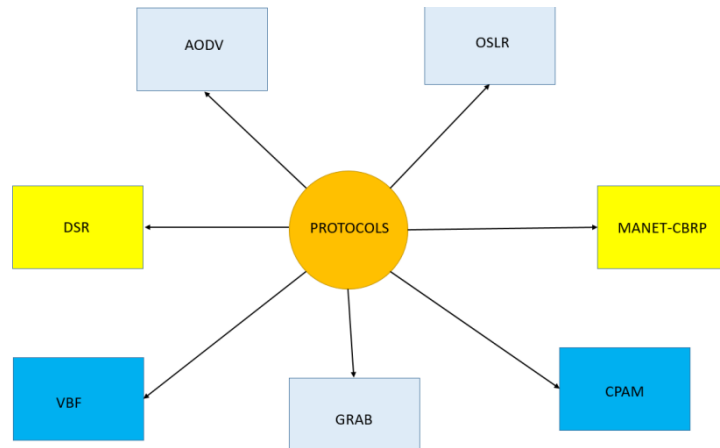 AODV
OSLR
DSR
PROTOCOLS
MANET-CBRP
VBF
GRAB
CPAM